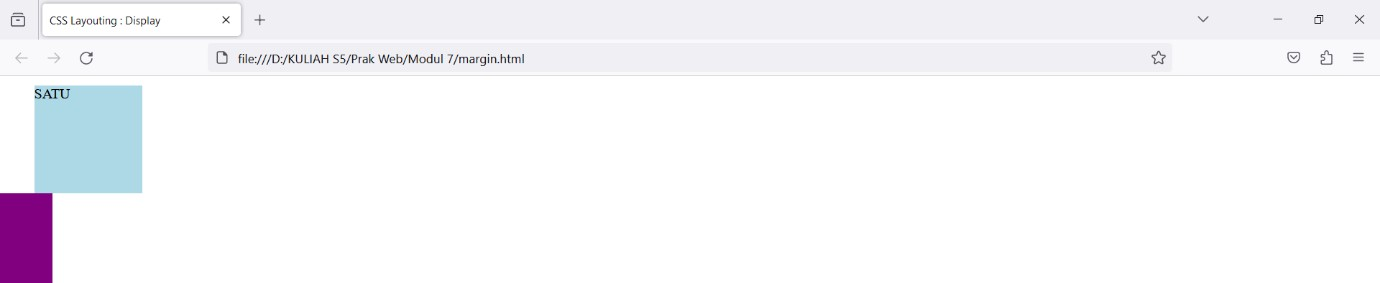 CSS Layouting : Display
file:///D:/KULIAH S5/Prak Web/Modul 7/margin.html
SATU